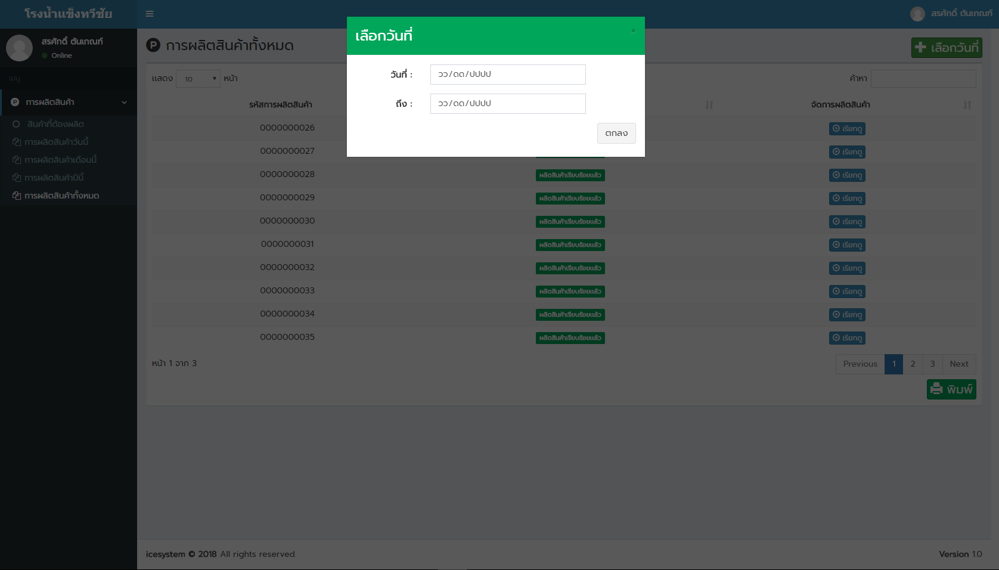 โรงน้ำแข็งทวีชัย
สรศักดิ์ ตันเกณฑ์
สรศักดิ์ ตันเกณฑ์
Online
เมนู
การผลิตสินค้า
สินค้าที่ต้องผลิต
การผลิตสินค้าวันนี้
การผลิตสินค้าเดือนนี้
การผลิตสินค้าปีนี้
การผลิตสินค้าทั้งหมด
การผลิตสินค้าทั้งหมด
เลือกวันที่
เลือกวันที่ ×
วันที่ : วว/ดด/ปปปป
ถึง : วว/ดด/ปปปป
ตกลง
แสดง 10 หน้า
ค้าหา
รหัสการผลิตสินค้า จัดการผลิตสินค้า
0000000026 เรียกดู
0000000027 เรียกดู
0000000028 ผลิตสินค้าเรียบร้อยแล้ว เรียกดู
0000000029 ผลิตสินค้าเรียบร้อยแล้ว เรียกดู
0000000030 ผลิตสินค้าเรียบร้อยแล้ว เรียกดู
0000000031 ผลิตสินค้าเรียบร้อยแล้ว เรียกดู
0000000032 ผลิตสินค้าเรียบร้อยแล้ว เรียกดู
0000000033 ผลิตสินค้าเรียบร้อยแล้ว เรียกดู
0000000034 ผลิตสินค้าเรียบร้อยแล้ว เรียกดู
0000000035 ผลิตสินค้าเรียบร้อยแล้ว เรียกดู
หน้า 1 จาก 3
Previous 1 2 3 Next
พิมพ์
icesystem © 2018 All rights reserved.
Version 1.0